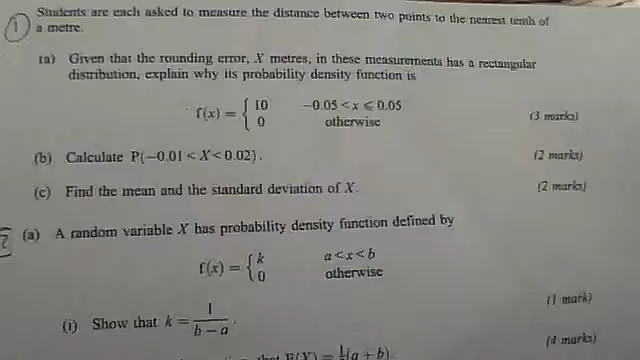 1 Students are each asked to measure the distance between two points to the nearest tenth of
a metre.
(a) Given that the rounding error, X metres, in these measurements has a rectangular
distribution, explain why its probability density function is
f(x) = { 10 −0.05 < x ⩽ 0.05
0 otherwise (3 marks)
(b) Calculate P(−0.01 < X < 0.02). (2 marks)
(c) Find the mean and the standard deviation of X. (2 marks)
2 (a) A random variable X has probability density function defined by
f(x) = { k a < x < b
0 otherwise
(i) Show that k = 1/(b − a). (1 mark)
that E(X) = ½(a + b). (4 marks)